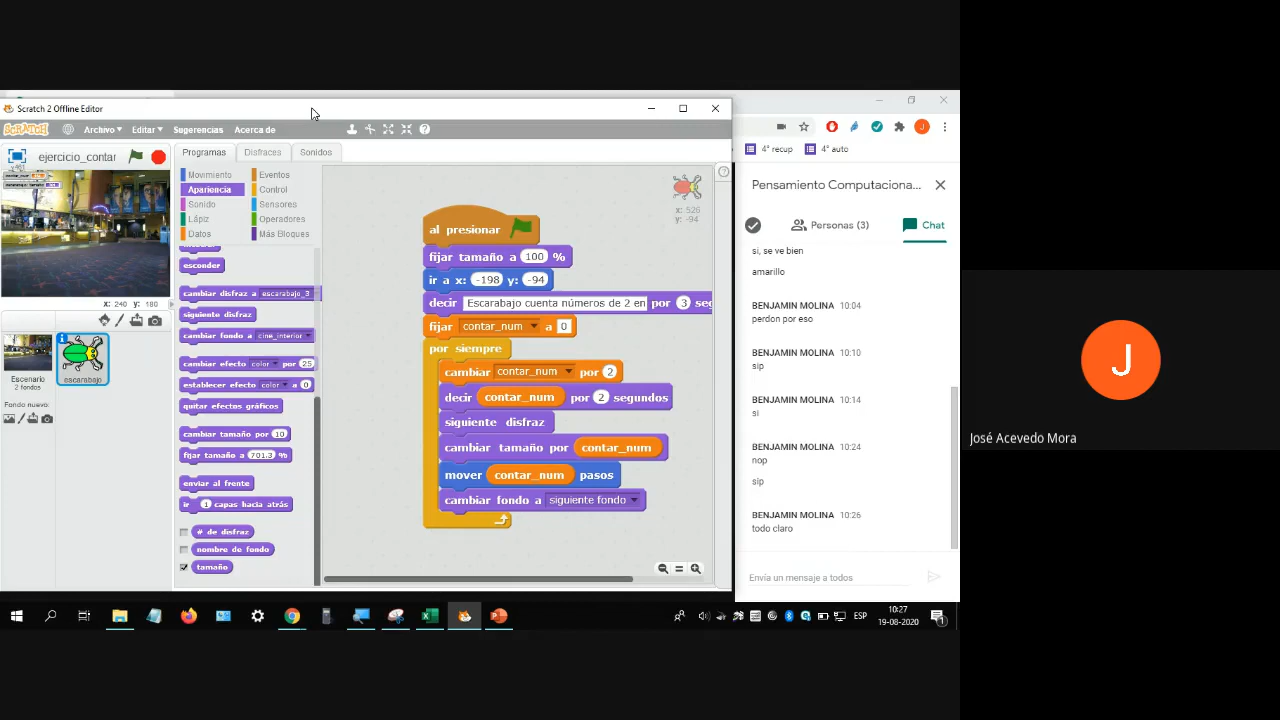 Scratch 2 Offline Editor
SCRATCH
Archivo
Editar
Sugerencias
Acerca de
ejercicio_contar
v461
contar_num
escarabajo: tamaño
x: 240 y: 180
Escenario
2 fondos
Fondo nuevo:
escarabajo
Programas
Disfraces
Sonidos
Movimiento
Apariencia
Sonido
Lápiz
Datos
Eventos
Control
Sensores
Operadores
Más Bloques
esconder
cambiar disfraz a escarabajo_3
siguiente disfraz
cambiar fondo a cine_interior
cambiar efecto color por 25
establecer efecto color a 0
quitar efectos gráficos
cambiar tamaño por 10
fijar tamaño a 701.3 %
enviar al frente
ir 1 capas hacia atrás
# de disfraz
nombre de fondo
tamaño
x: 526
y: -94
al presionar
fijar tamaño a 100 %
ir a x: -198 y: -94
decir Escarabajo cuenta números de 2 en por 3 seg
fijar contar_num a 0
por siempre
cambiar contar_num por 2
decir contar_num por 2 segundos
siguiente disfraz
cambiar tamaño por contar_num
mover contar_num pasos
cambiar fondo a siguiente fondo
J
4° recup
4° auto
Pensamiento Computaciona...
Personas (3)
Chat
si, se ve bien
amarillo
BENJAMIN MOLINA 10:04
perdon por eso
BENJAMIN MOLINA 10:10
sip
BENJAMIN MOLINA 10:14
si
BENJAMIN MOLINA 10:24
nop
sip
BENJAMIN MOLINA 10:26
todo claro
Envía un mensaje a todos
ESP
10:27
19-08-2020
1
J
José Acevedo Mora